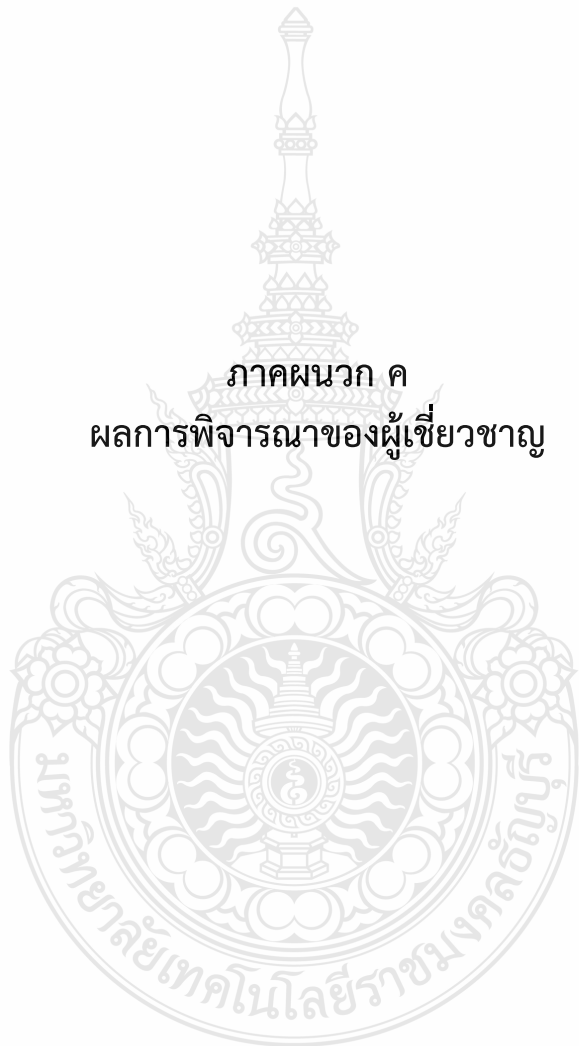 ภาคผนวก ค
ผลการพิจารณาของผู้เชี่ยวชาญ
มหาวิทยาลัยเทคโนโลยีราชมงคลธัญบุรี